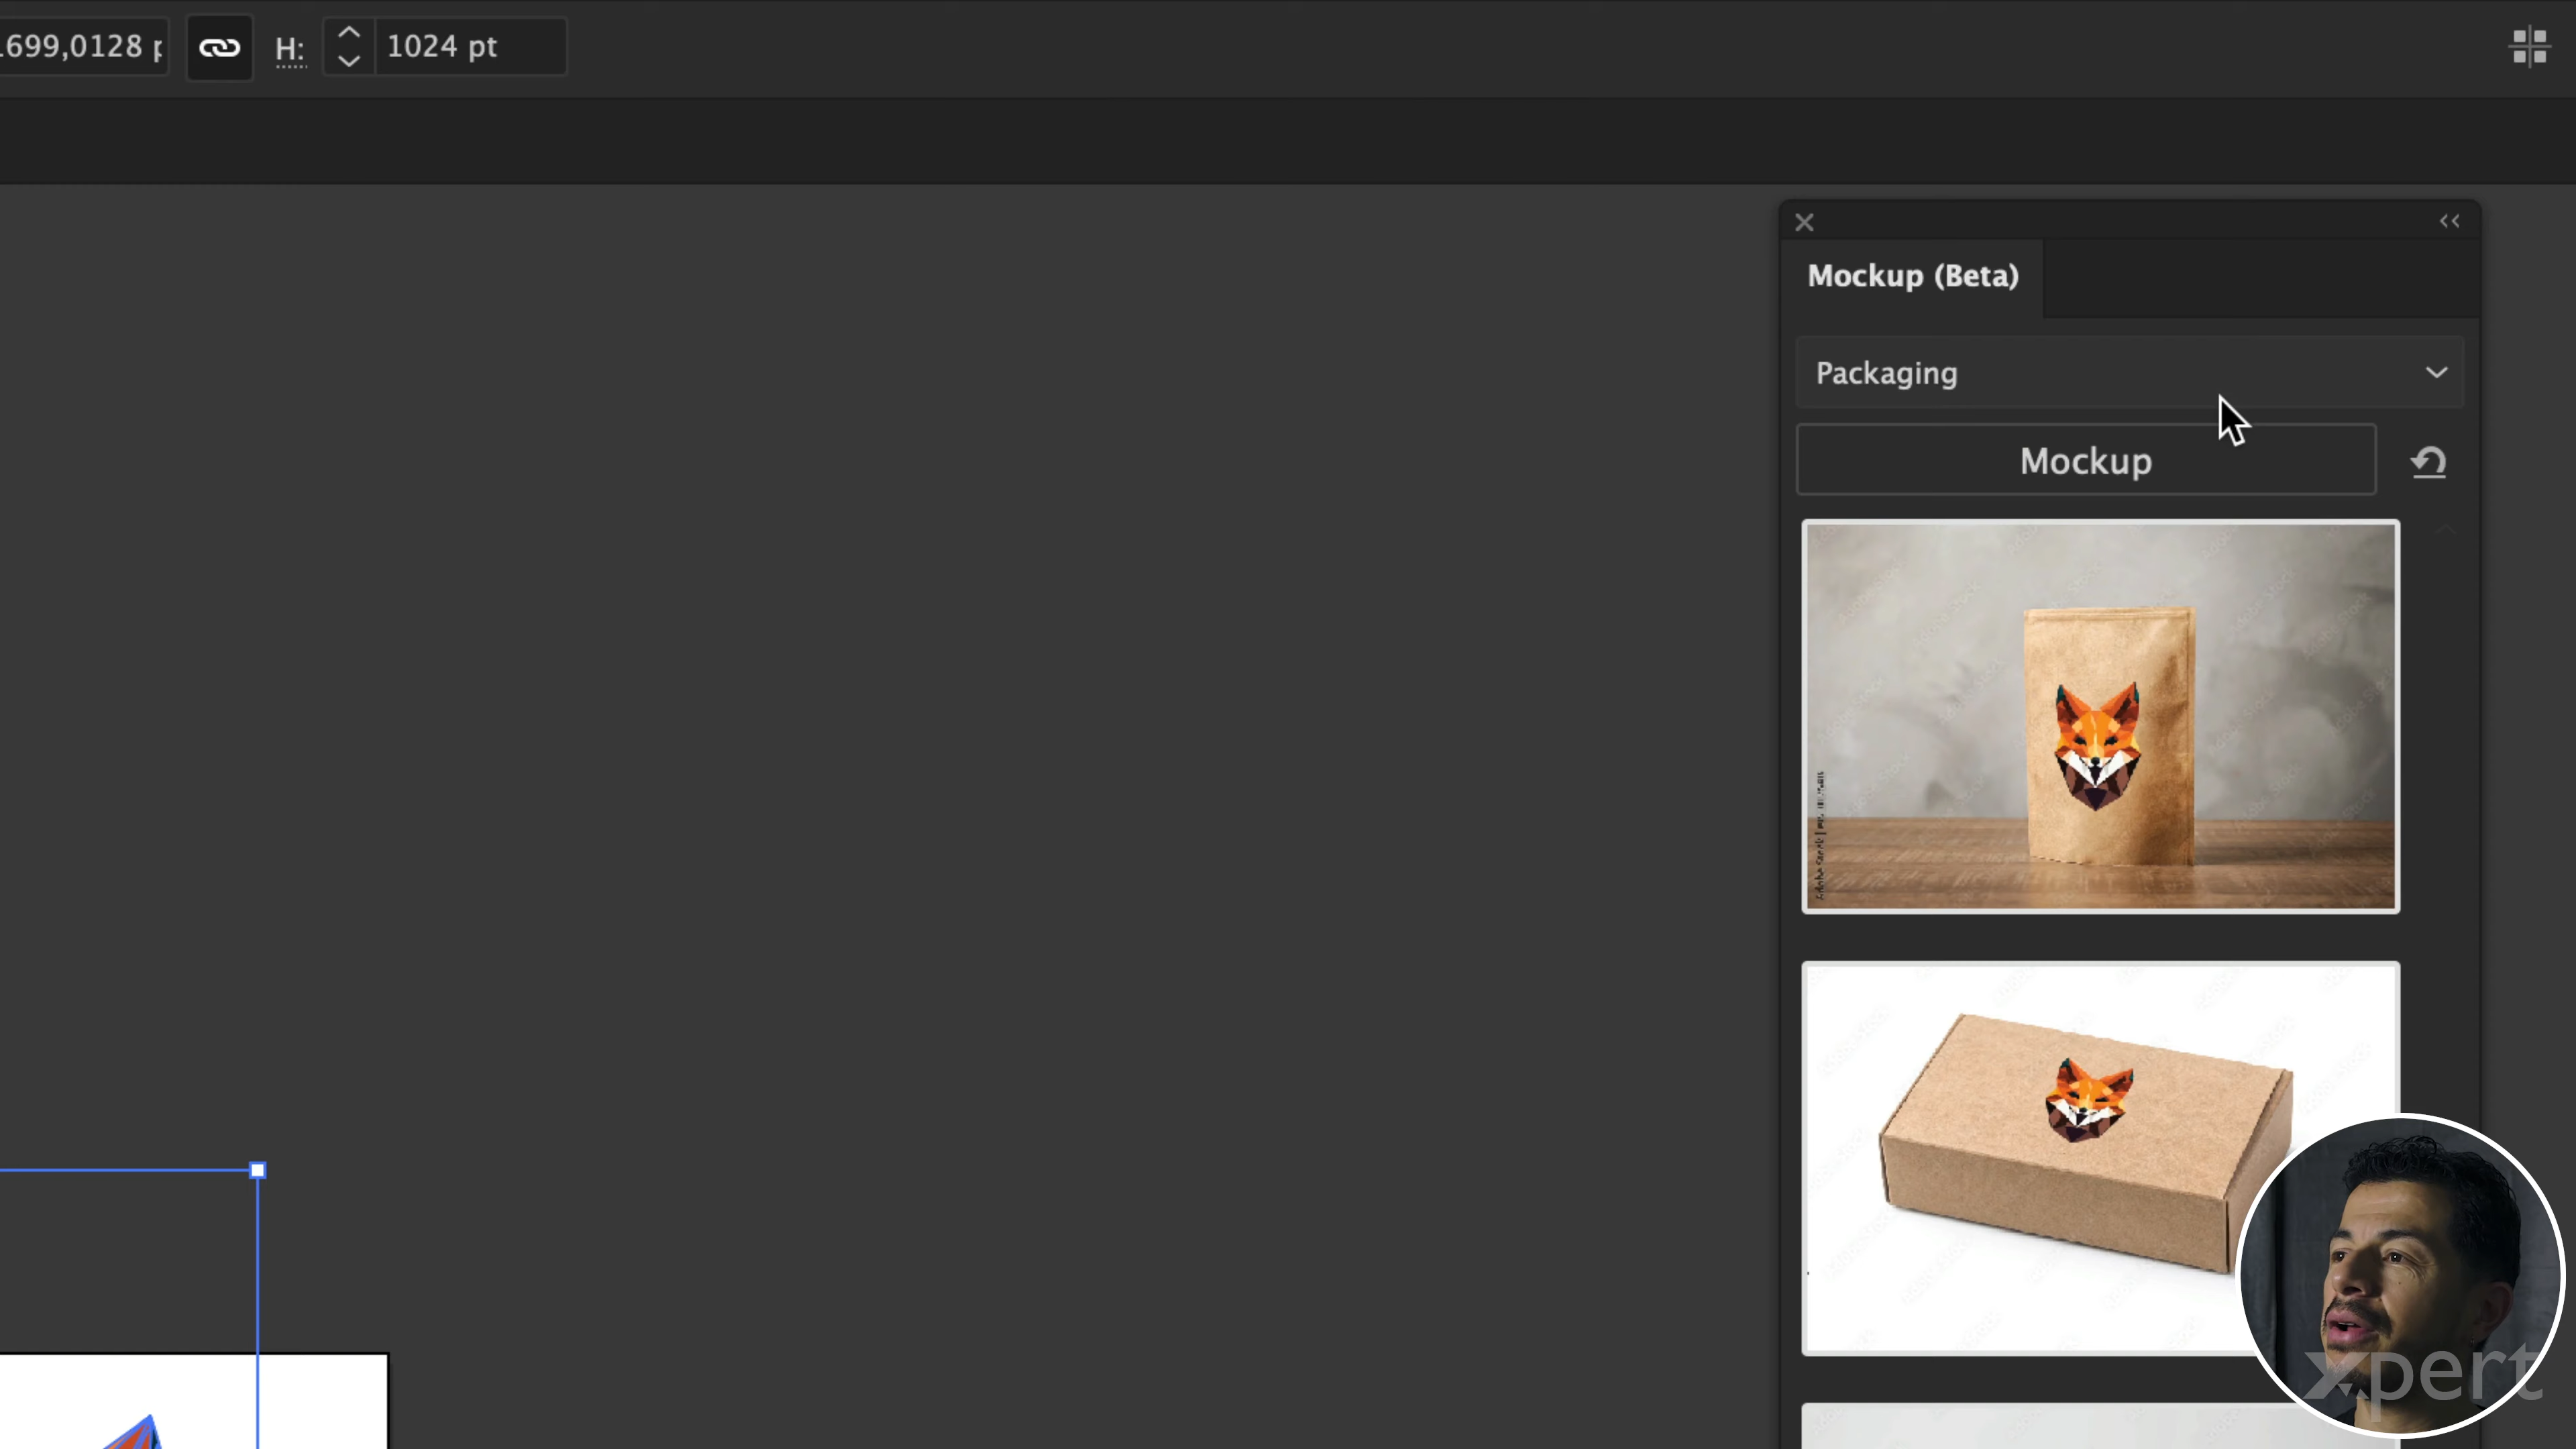 699,0128 p
H:
1024 pt
Mockup (Beta)
Packaging
Mockup
xpert